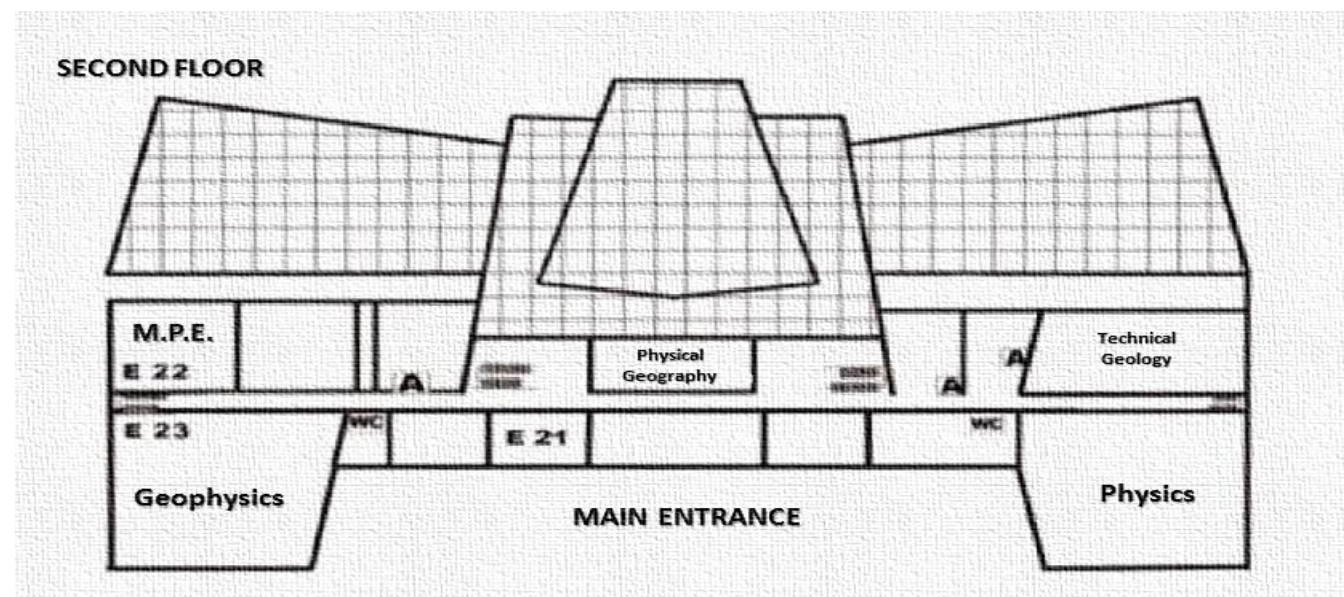 SECOND FLOOR
M.P.E.
E 22
A
Physical
Geography
A
A
Technical
Geology
E 23
WC
E 21
WC
Geophysics
MAIN ENTRANCE
Physics